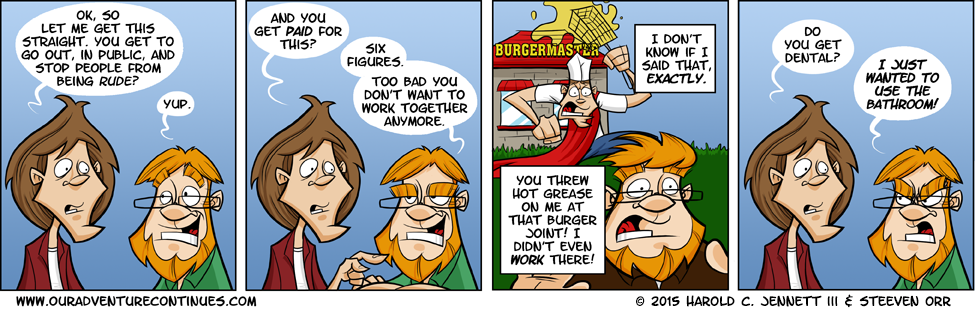 OK, SO
LET ME GET THIS
STRAIGHT. YOU GET TO
GO OUT, IN PUBLIC, AND
STOP PEOPLE FROM
BEING RUDE?
YUP.
AND YOU
GET PAID FOR
THIS?
SIX
FIGURES.
TOO BAD YOU
DON'T WANT TO
WORK TOGETHER
ANYMORE.
BURGERMASTER
I DON'T
KNOW IF I
SAID THAT,
EXACTLY.
YOU THREW
HOT GREASE
ON ME AT
THAT BURGER
JOINT! I
DIDN'T EVEN
WORK THERE!
DO
YOU GET
DENTAL?
I JUST
WANTED TO
USE THE
BATHROOM!
WWW.OURADVENTURECONTINUES.COM
© 2015 HAROLD C. JENNETT III & STEEVEN ORR